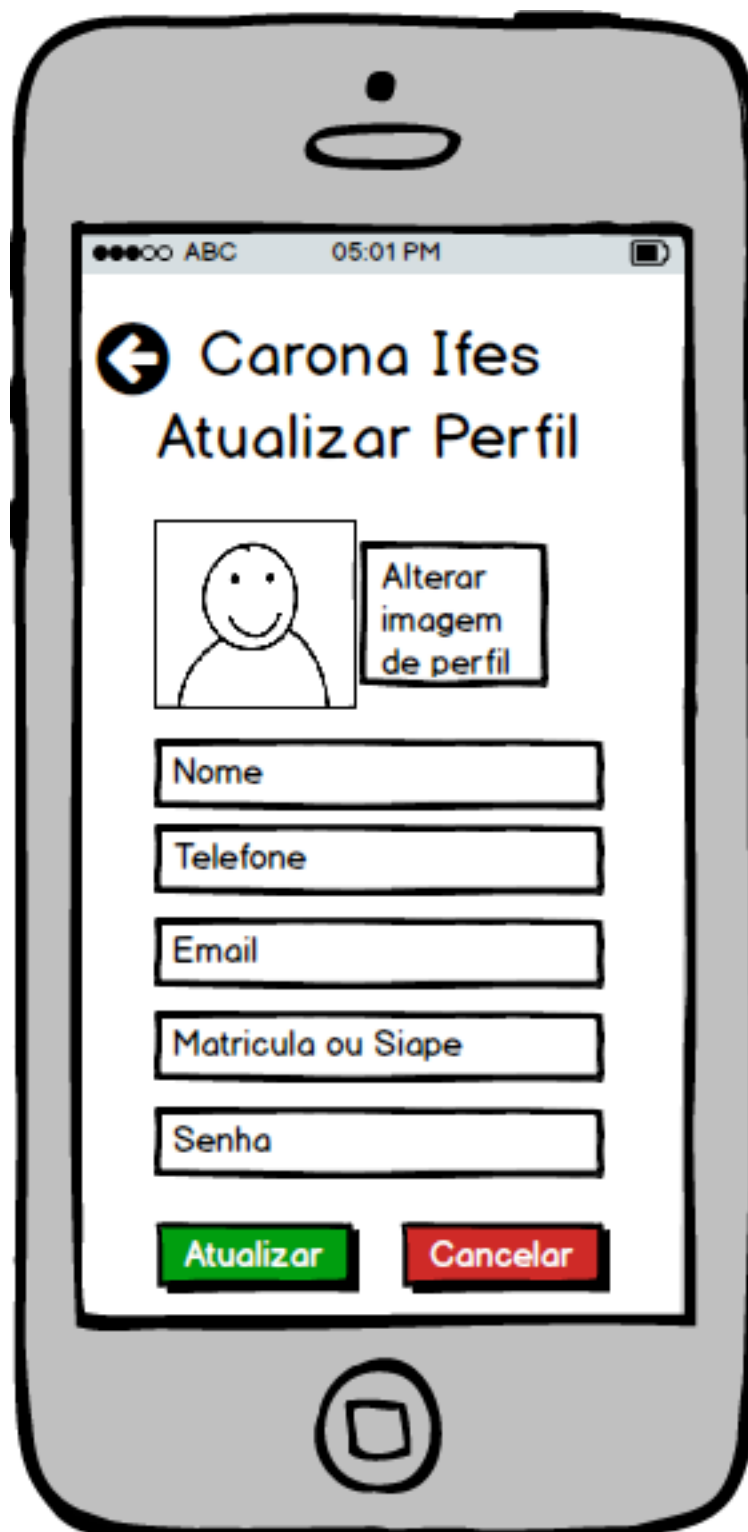 ABC 05:01 PM
Carona Ifes
Atualizar Perfil
Alterar
imagem
de perfil
Nome
Telefone
Email
Matricula ou Siape
Senha
Atualizar Cancelar